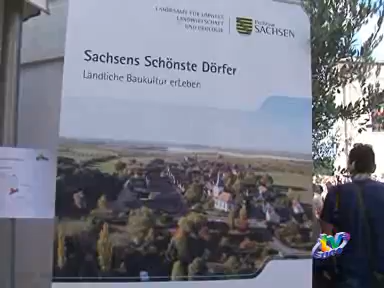 LANDESAMT FÜR UMWELT,
LANDWIRTSCHAFT
UND GEOLOGIE
Freistaat
SACHSEN
Sachsens Schönste Dörfer
Ländliche Baukultur erLeben